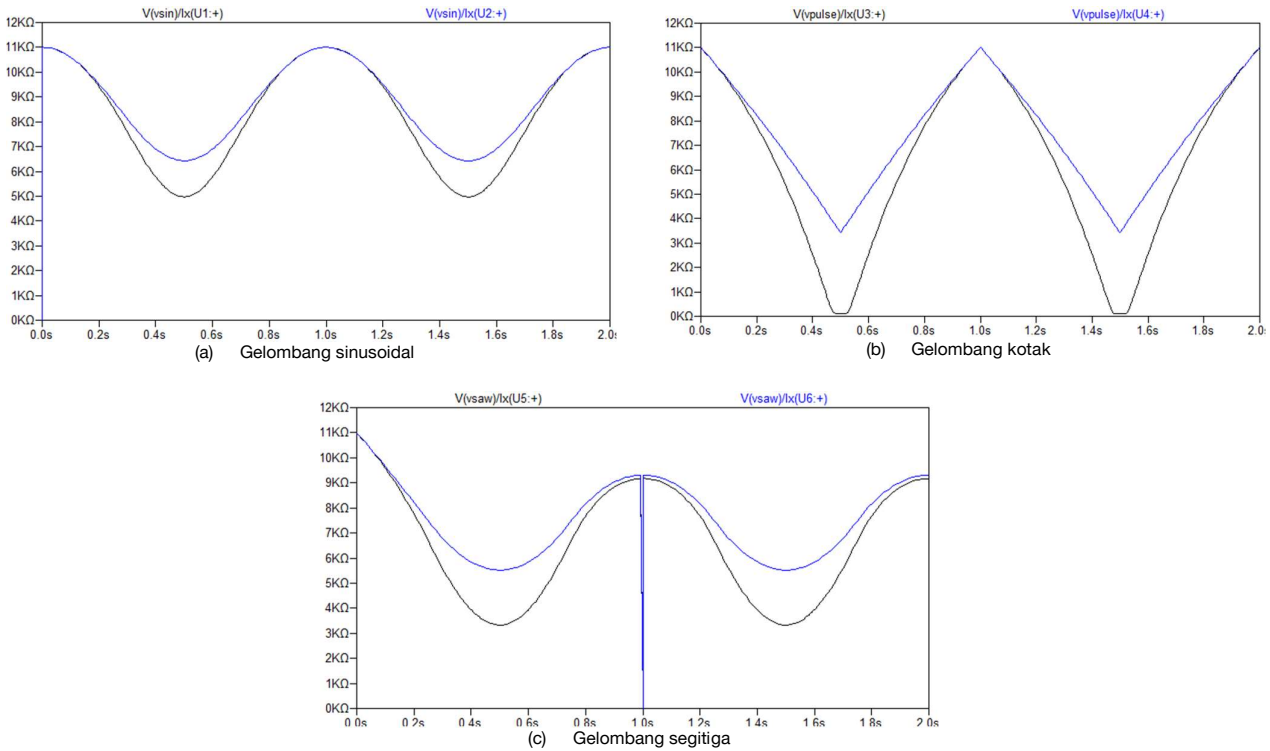 V(vsin)/Ix(U1:+) V(vsin)/Ix(U2:+)
12KΩ
11KΩ
10KΩ
9KΩ
8KΩ
7KΩ
6KΩ
5KΩ
4KΩ
3KΩ
2KΩ
1KΩ
0KΩ
0.0s 0.2s 0.4s 0.6s 0.8s 1.0s 1.2s 1.4s 1.6s 1.8s 2.0s
(a) Gelombang sinusoidal
V(vpulse)/Ix(U3:+) V(vpulse)/Ix(U4:+)
12KΩ
11KΩ
10KΩ
9KΩ
8KΩ
7KΩ
6KΩ
5KΩ
4KΩ
3KΩ
2KΩ
1KΩ
0KΩ
0.0s 0.2s 0.4s 0.6s 0.8s 1.0s 1.2s 1.4s 1.6s 1.8s 2.0s
(b) Gelombang kotak
V(vsaw)/Ix(U5:+) V(vsaw)/Ix(U6:+)
12KΩ
11KΩ
10KΩ
9KΩ
8KΩ
7KΩ
6KΩ
5KΩ
4KΩ
3KΩ
2KΩ
1KΩ
0KΩ
0.0s 0.2s 0.4s 0.6s 0.8s 1.0s 1.2s 1.4s 1.6s 1.8s 2.0s
(c) Gelombang segitiga